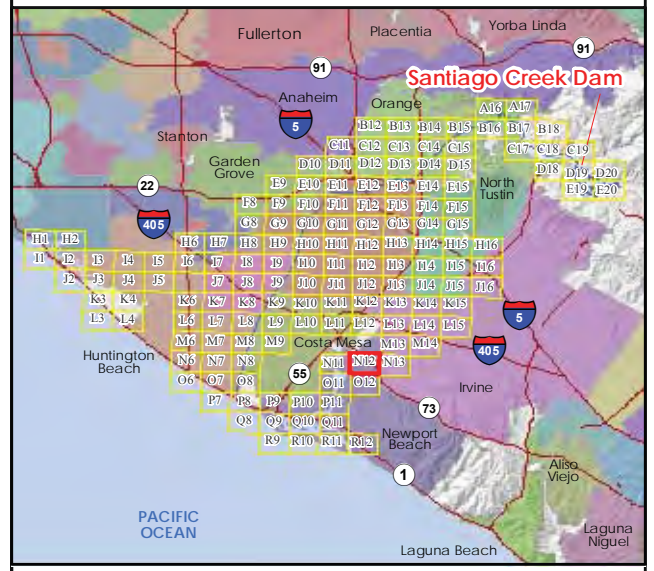 Fullerton
Placentia
Yorba Linda
91
91
Santiago Creek Dam
Anaheim
Orange
A16 A17
5
B12 B13 B14 B15 B16 B17 B18
Stanton
C11 C12 C13 C14 C15 C17 C18 C19
Garden
Grove
D10 D11 D12 D13 D14 D15 D18 D19 D20
North
Tustin
22
E9 E10 E11 E12 E13 E14 E15 E19 E20
F8 F9 F10 F11 F12 F13 F14 F15
405
G8 G9 G10 G11 G12 G13 G14 G15
H1 H2 H6 H7 H8 H9 H10 H11 H12 H13 H14 H15 H16
I1 I2 I3 I4 I5 I6 I7 I8 I9 I10 I11 I12 I13 I14 I15 I16
J2 J3 J4 J5 J7 J8 J9 J10 J11 J12 J13 J14 J15 J16
K3 K4 K6 K7 K8 K9 K10 K11 K12 K13 K14 K15
5
L3 L4 L6 L7 L8 L9 L10 L11 L12 L13 L14 L15
M6 M7 M8 M9 Costa Mesa M13 M14
405
Huntington
Beach
N6 N7 N8 N11 N12 N13
55
O6 O7 O8 O11 O12
Irvine
P7 P8 P9 P10 P11
73
Q8 Q9 Q10 Q11
Newport
Beach
R9 R10 R11 R12
1
Aliso
Viejo
PACIFIC
OCEAN
Laguna
Niguel
Laguna Beach